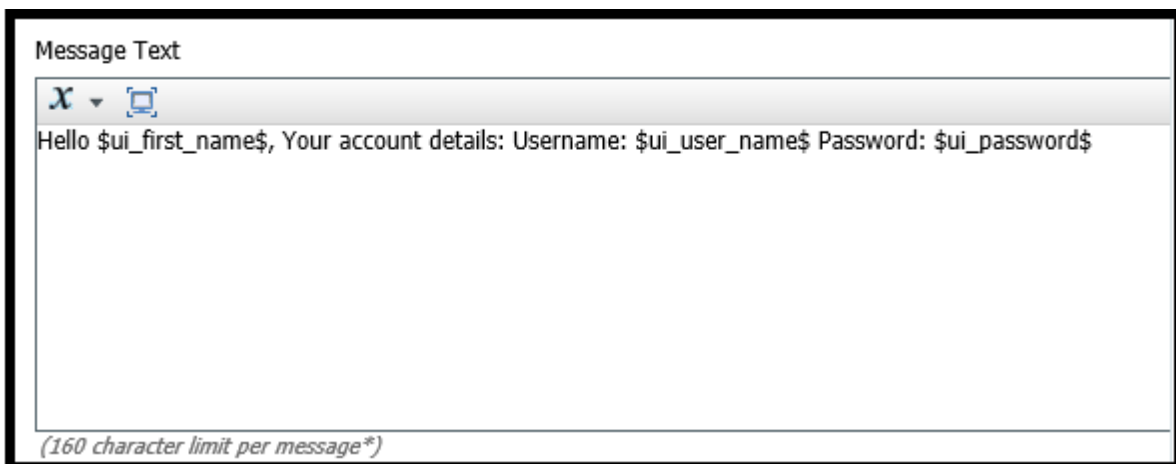 Message Text
Hello $ui_first_name$, Your account details: Username: $ui_user_name$ Password: $ui_password$
(160 character limit per message*)